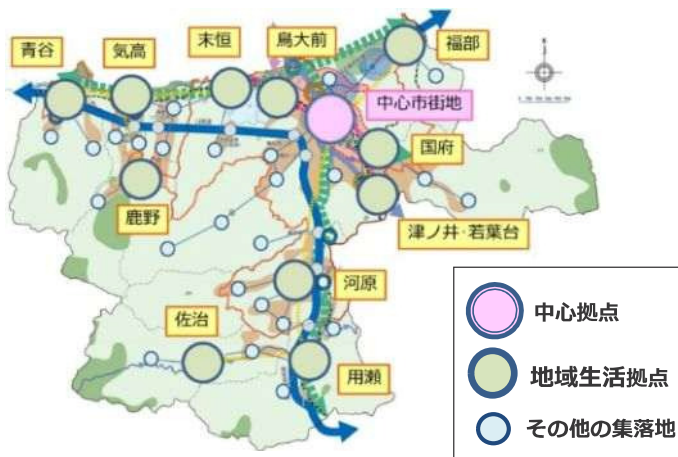 青谷
気高
末恒
鳥大前
福部
中心市街地
国府
津ノ井・若葉台
鹿野
河原
佐治
用瀬
中心拠点
地域生活拠点
その他の集落地